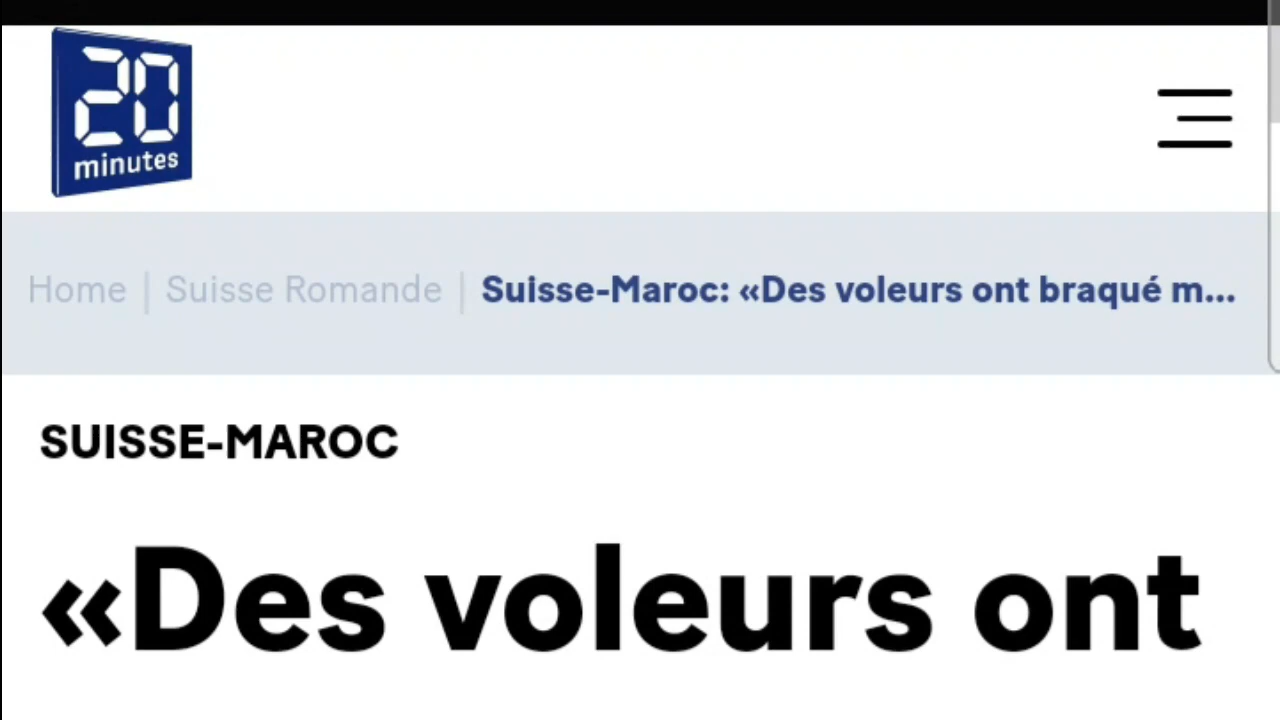 20
minutes
Home | Suisse Romande | Suisse-Maroc: «Des voleurs ont braqué m...
SUISSE-MAROC
«Des voleurs ont